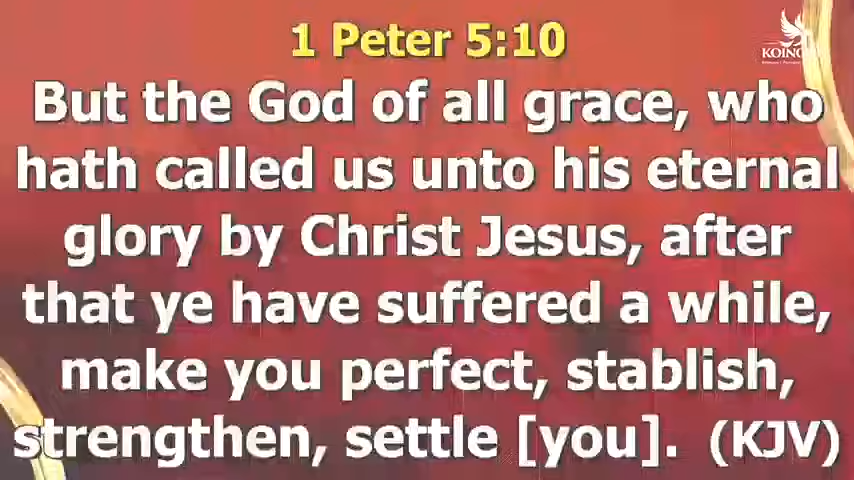 1 Peter 5:10
But the God of all grace, who
hath called us unto his eternal
glory by Christ Jesus, after
that ye have suffered a while,
make you perfect, stablish,
strengthen, settle [you]. (KJV)